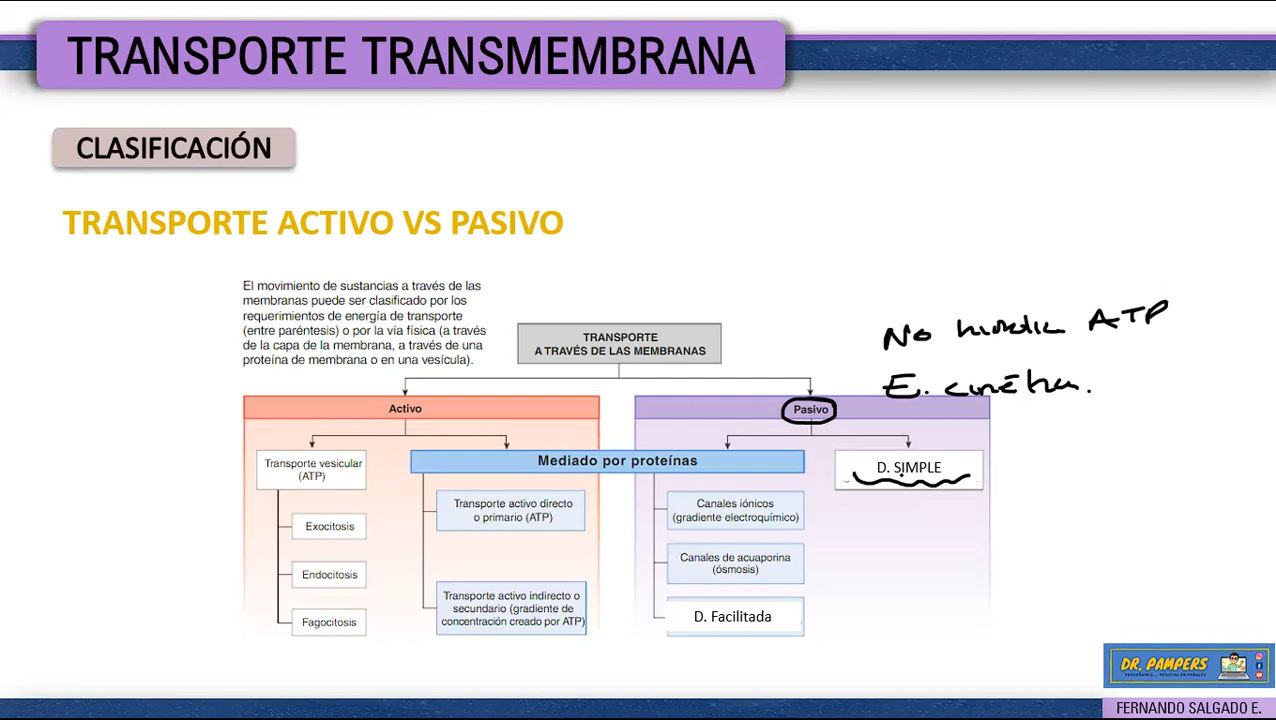 TRANSPORTE TRANSMEMBRANA
CLASIFICACIÓN
TRANSPORTE ACTIVO VS PASIVO
El movimiento de sustancias a través de las
membranas puede ser clasificado por los
requerimientos de energía de transporte
(entre paréntesis) o por la vía física (a través
de la capa de la membrana, a través de una
proteína de membrana o en una vesícula).
TRANSPORTE
A TRAVÉS DE LAS MEMBRANAS
No ATP
E. cinética.
Activo
Pasivo
Transporte vesicular
(ATP)
Exocitosis
Endocitosis
Fagocitosis
Mediado por proteínas
Transporte activo directo
o primario (ATP)
Transporte activo indirecto o
secundario (gradiente de
concentración creado por ATP)
Canales iónicos
(gradiente electroquímico)
Canales de acuaporina
(ósmosis)
D. Facilitada
D. SIMPLE
DR. PAMPERS
FERNANDO SALGADO E.